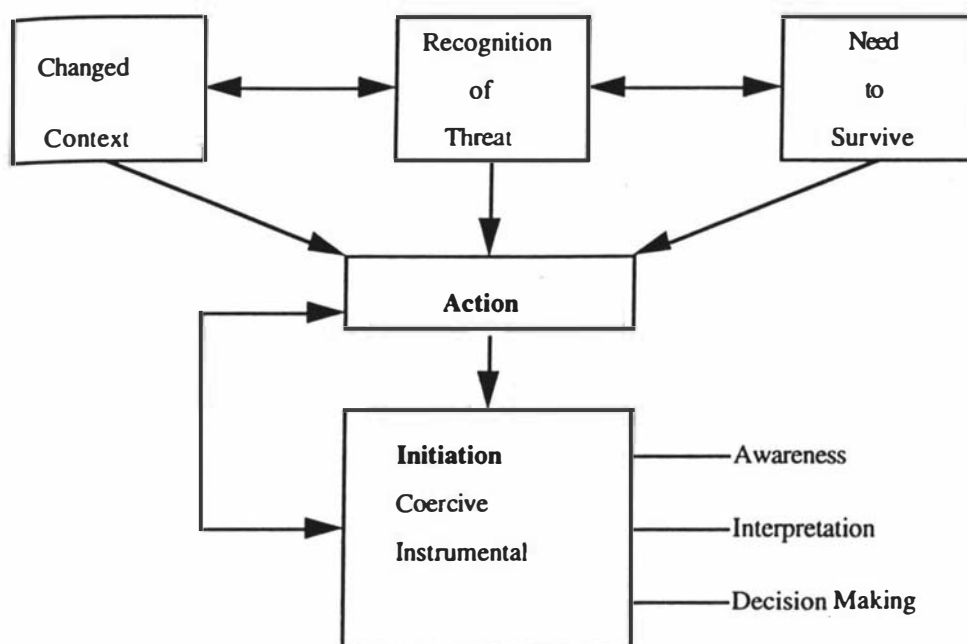 Changed
Context
Recognition
of
Threat
Need
to
Survive
Action
Initiation
Coercive
Instrumental
Awareness
Interpretation
Decision Making